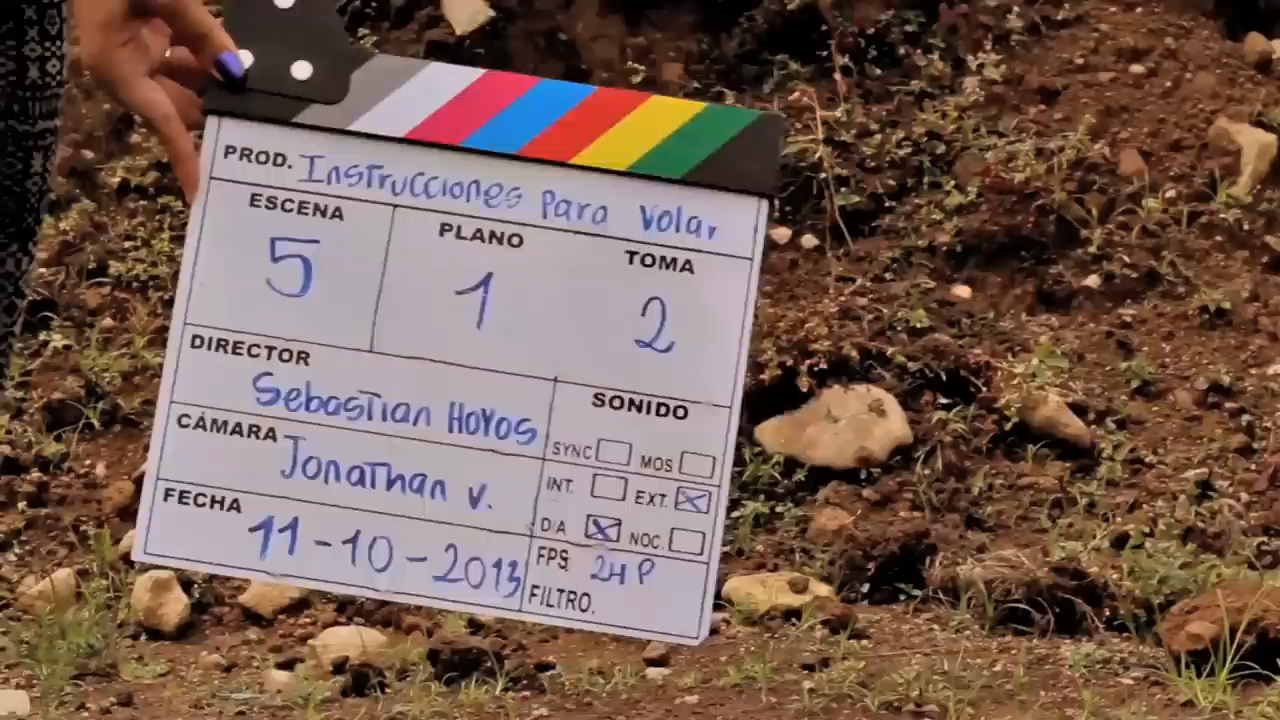 PROD. Instrucciones Para Volar
ESCENA PLANO TOMA
5 1 2
DIRECTOR
Sebastian Hoyos
SONIDO
SYNC MOS
INT. EXT.
DIA NOC.
CÁMARA
Jonathan V.
FECHA
11-10-2013
FPS 24 P
FILTRO.